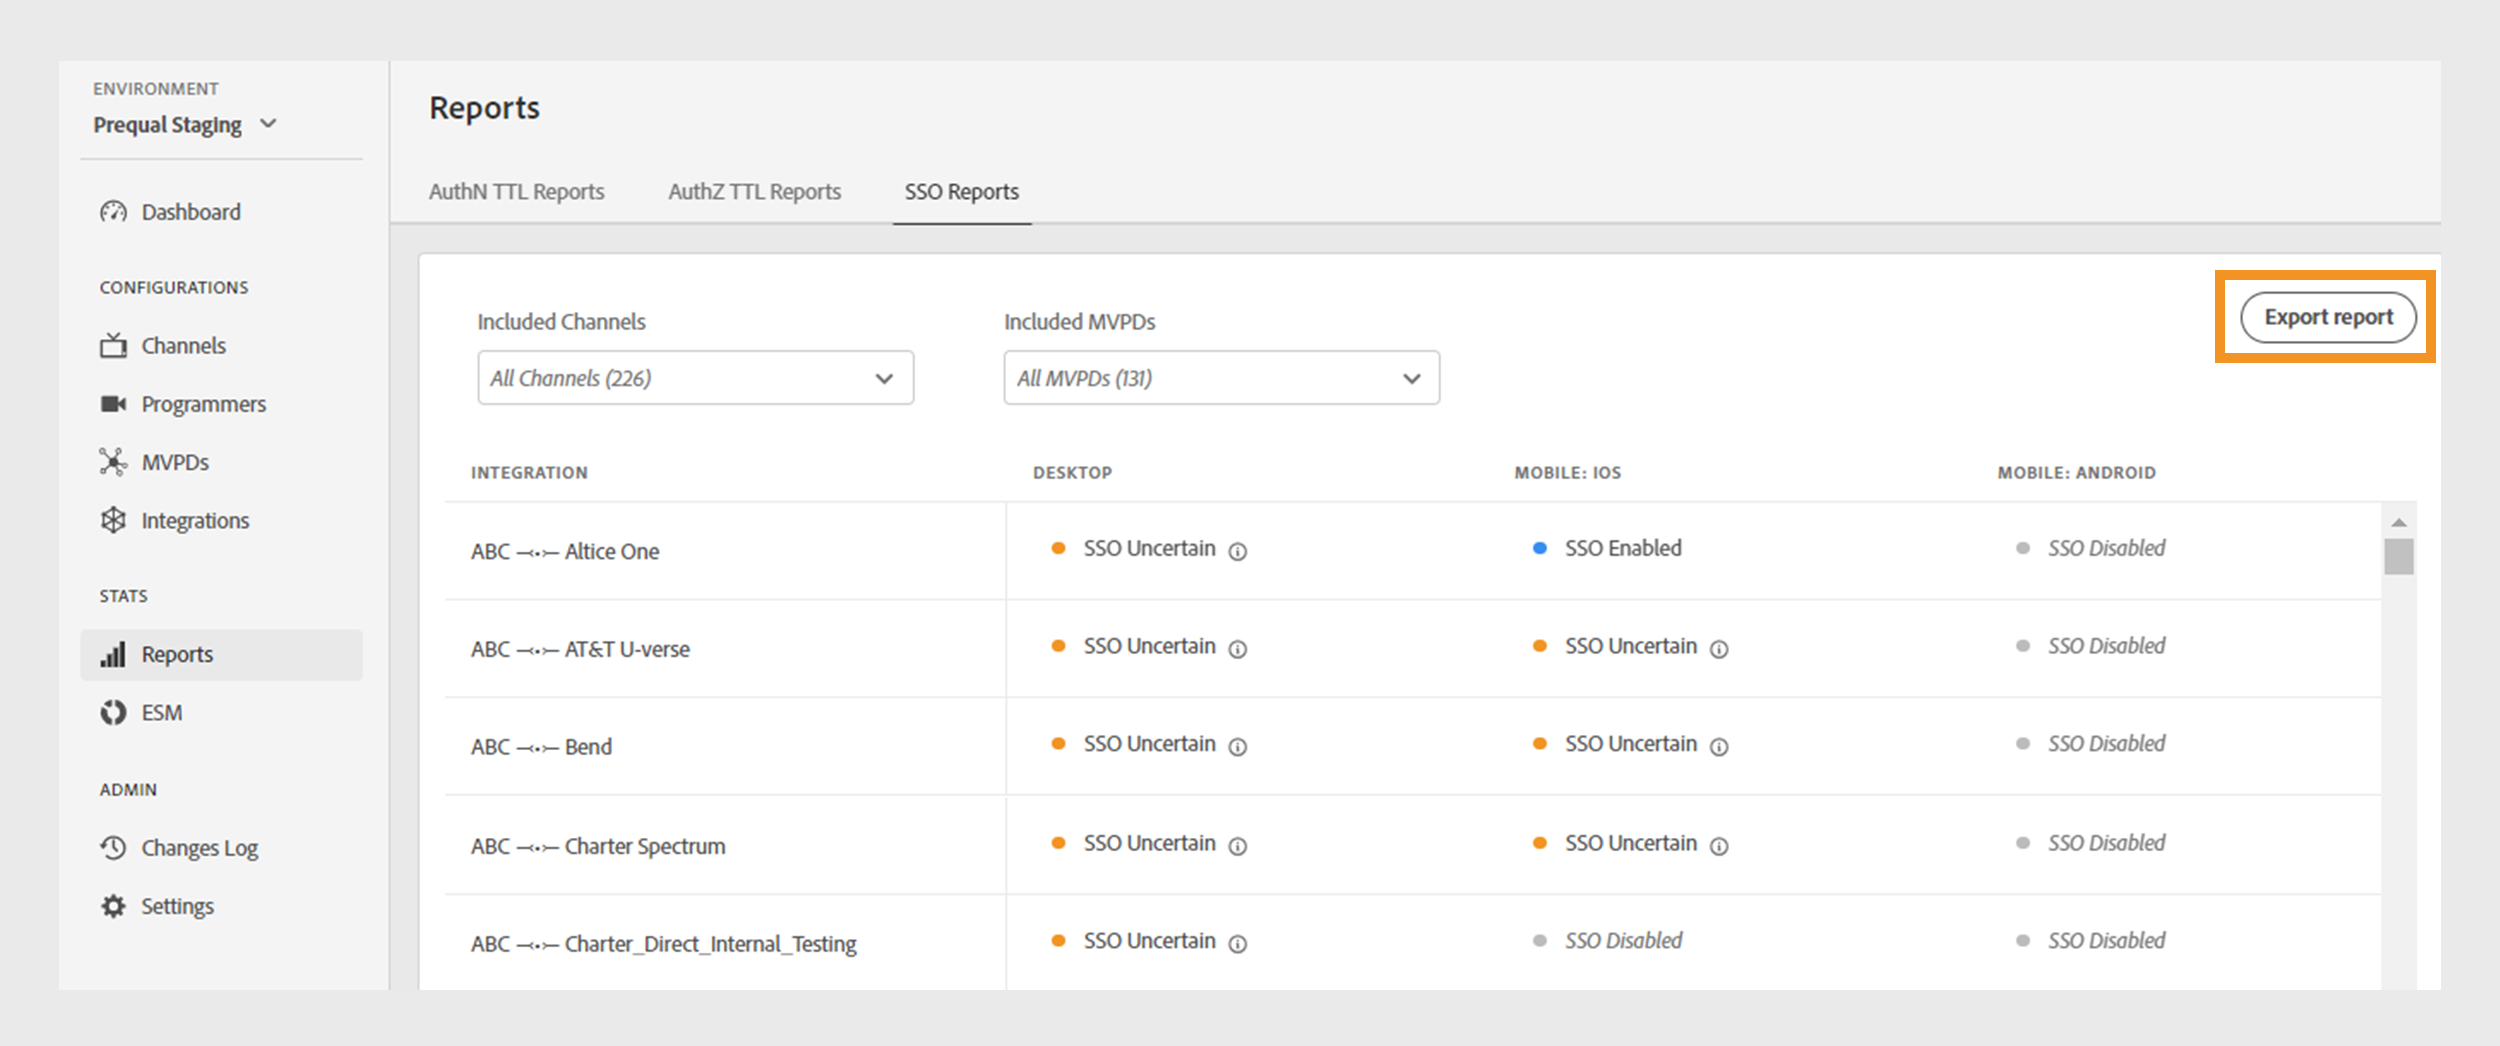 ENVIRONMENT
Prequal Staging
Dashboard
CONFIGURATIONS
Channels
Programmers
MVPDs
Integrations
STATS
Reports
ESM
ADMIN
Changes Log
Settings
Reports
AuthN TTL Reports AuthZ TTL Reports SSO Reports
Included Channels Included MVPDs
All Channels (226) All MVPDs (131)
Export report
INTEGRATION DESKTOP MOBILE: IOS MOBILE: ANDROID
ABC Altice One SSO Uncertain SSO Enabled SSO Disabled
ABC AT&T U-verse SSO Uncertain SSO Uncertain SSO Disabled
ABC Bend SSO Uncertain SSO Uncertain SSO Disabled
ABC Charter Spectrum SSO Uncertain SSO Uncertain SSO Disabled
ABC Charter_Direct_Internal_Testing SSO Uncertain SSO Disabled SSO Disabled